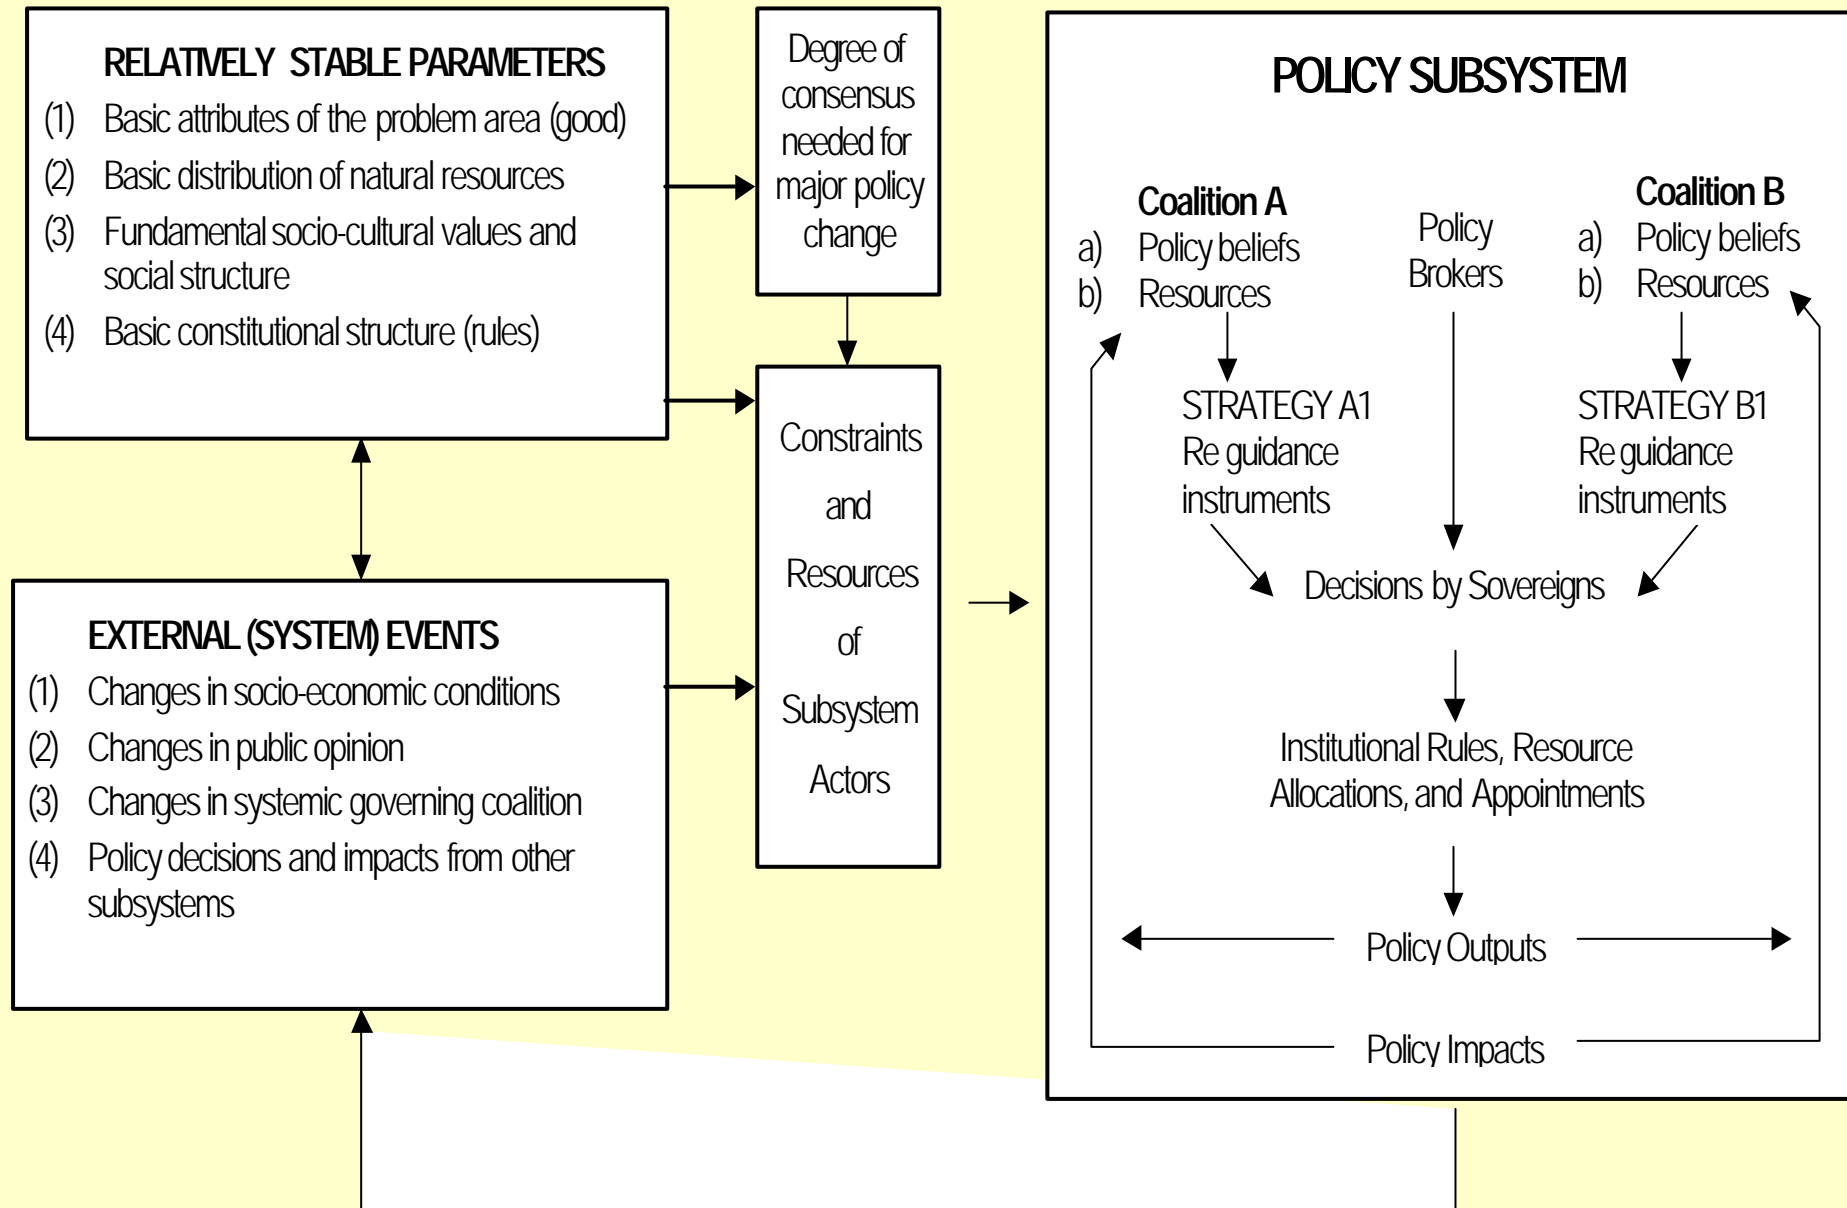 RELATIVELY STABLE PARAMETERS
(1) Basic attributes of the problem area (good)
(2) Basic distribution of natural resources
(3) Fundamental socio-cultural values and
social structure
(4) Basic constitutional structure (rules)
EXTERNAL (SYSTEM) EVENTS
(1) Changes in socio-economic conditions
(2) Changes in public opinion
(3) Changes in systemic governing coalition
(4) Policy decisions and impacts from other
subsystems
Degree of
consensus
needed for
major policy
change
Constraints
and
Resources
of
Subsystem
Actors
POLICY SUBSYSTEM
Coalition A
a) Policy beliefs
b) Resources
Policy
Brokers
Coalition B
a) Policy beliefs
b) Resources
STRATEGY A1
Re guidance
instruments
STRATEGY B1
Re guidance
instruments
Decisions by Sovereigns
Institutional Rules, Resource
Allocations, and Appointments
Policy Outputs
Policy Impacts